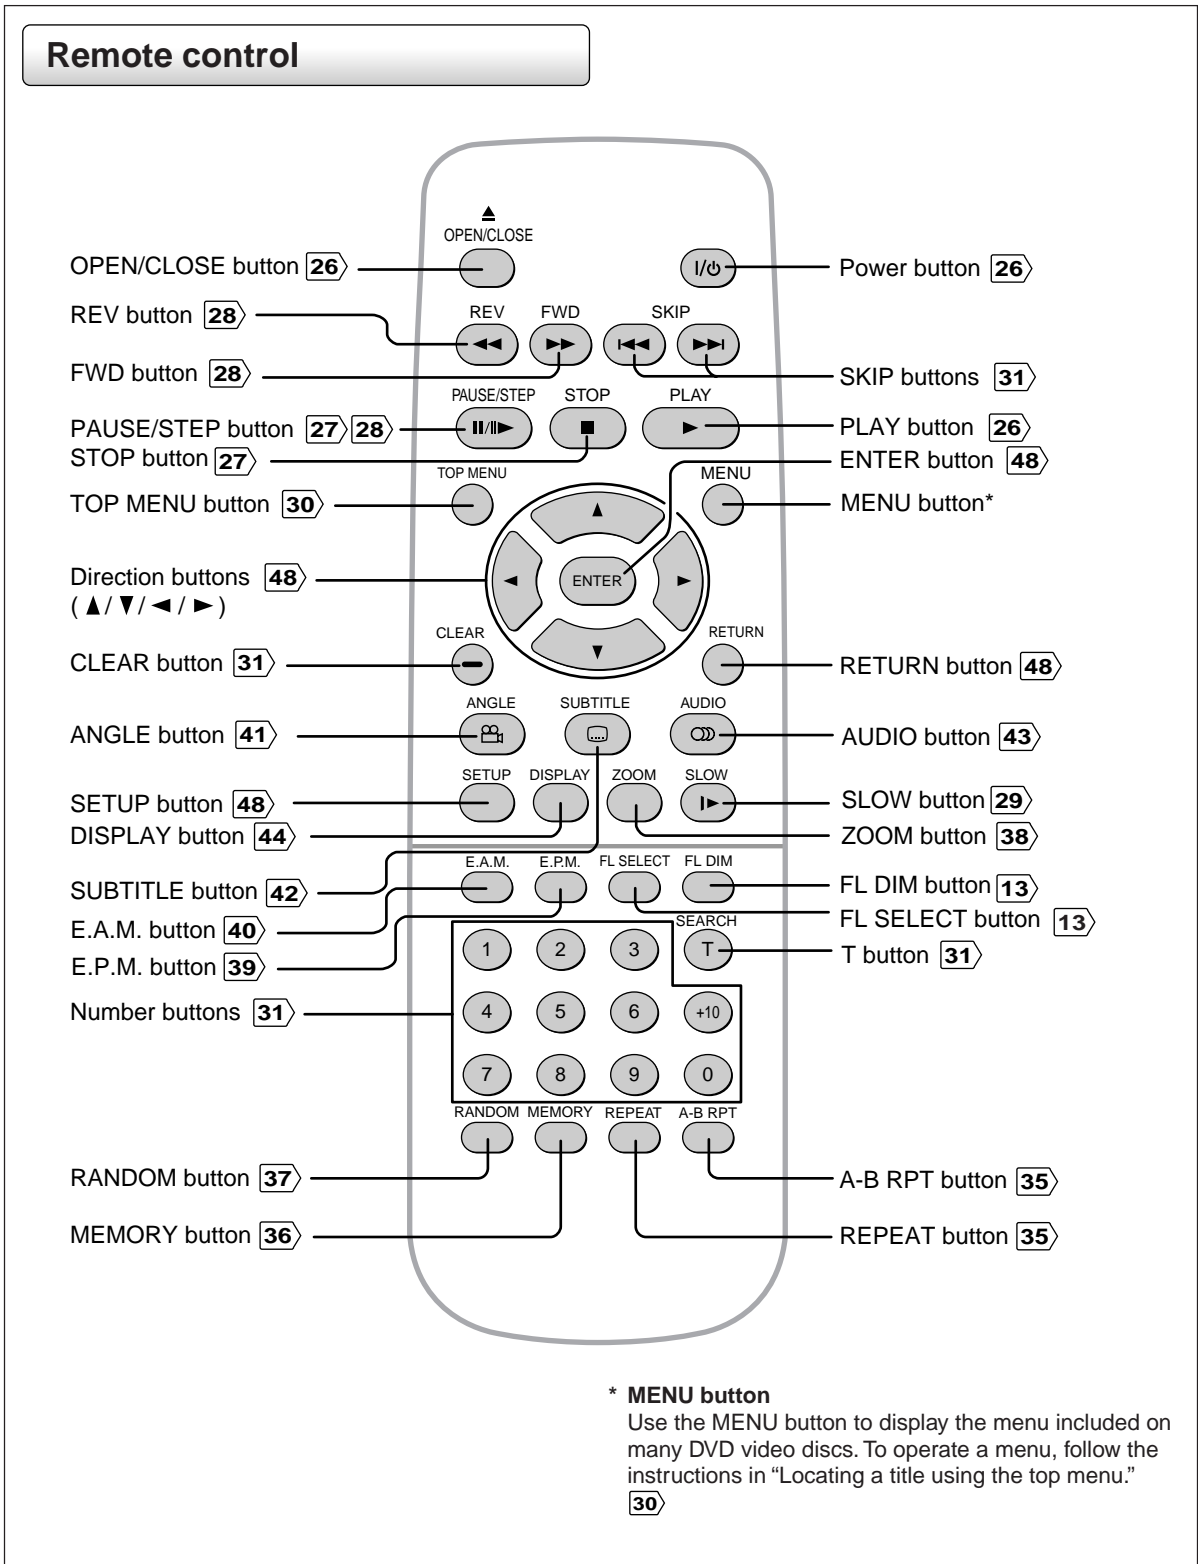 Remote control
OPEN/CLOSE
OPEN/CLOSE button 26
I/
Power button 26
REV button 28
REV FWD SKIP
FWD button 28
SKIP buttons 31
PAUSE/STEP STOP PLAY
PAUSE/STEP button 27 28
PLAY button 26
STOP button 27
ENTER button 48
TOP MENU MENU
TOP MENU button 30
MENU button*
Direction buttons 48
( ▲ / ▼ / ◄ / ► )
ENTER
CLEAR RETURN
CLEAR button 31
RETURN button 48
ANGLE SUBTITLE AUDIO
ANGLE button 41
AUDIO button 43
SETUP DISPLAY ZOOM SLOW
SETUP button 48
SLOW button 29
DISPLAY button 44
ZOOM button 38
E.A.M. E.P.M. FL SELECT FL DIM
SUBTITLE button 42
FL DIM button 13
E.A.M. button 40
FL SELECT button 13
SEARCH
E.P.M. button 39
1 2 3 T
T button 31
Number buttons 31
4 5 6 +10
7 8 9 0
RANDOM MEMORY REPEAT A-B RPT
RANDOM button 37
A-B RPT button 35
MEMORY button 36
REPEAT button 35
* MENU button
Use the MENU button to display the menu included on
many DVD video discs. To operate a menu, follow the
instructions in “Locating a title using the top menu.”
30